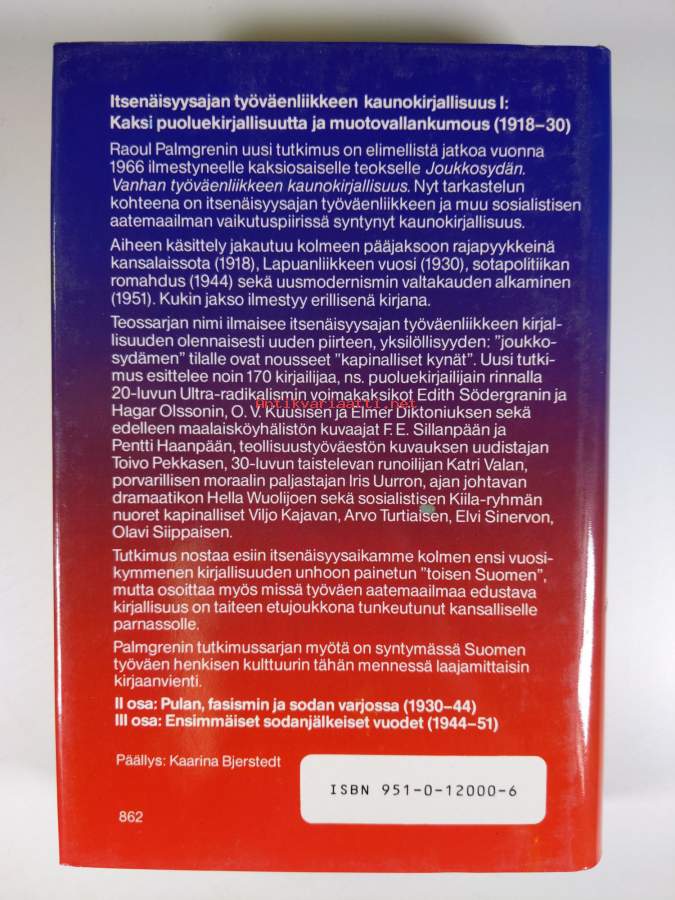 Itsenäisyysajan työväenliikkeen kaunokirjallisuus I:
Kaksi puoluekirjallisuutta ja muotovallankumous (1918–30)
Raoul Palmgrenin uusi tutkimus on elimellistä jatkoa vuonna
1966 ilmestyneelle kaksiosaiselle teokselle Joukkosydän.
Vanhan työväenliikkeen kaunokirjallisuus. Nyt tarkastelun
kohteena on itsenäisyysajan työväenliikkeen ja muu sosialistisen
aatemaailman vaikutuspiirissä syntynyt kaunokirjallisuus.
Aiheen käsittely jakautuu kolmeen pääjaksoon rajapyykkeinä
kansalaissota (1918), Lapuanliikkeen vuosi (1930), sotapolitiikan
romahdus (1944) sekä uusmodernismin valtakauden alkaminen
(1951). Kukin jakso ilmestyy erillisenä kirjana.
Teossarjan nimi ilmaisee itsenäisyysajan työväenliikkeen kirjal-
lisuuden olennaisesti uuden piirteen, yksilöllisyyden: "joukko-
sydämen" tilalle ovat nousseet "kapinalliset kynät". Uusi tutki-
mus esittelee noin 170 kirjailijaa, ns. puoluekirjailijain rinnalla
20-luvun Ultra-radikalismin voimakaksikot Edith Södergranin ja
Hagar Olssonin, O. V. Kuusisen ja Elmer Diktoniuksen sekä
Antikvariaatti.net
edelleen maalaisköyhälistön kuvaajat F. E. Sillanpään ja
Pentti Haanpään, teollisuustyöväestön kuvauksen uudistajan
Toivo Pekkasen, 30-luvun taistelevan runoilijan Katri Valan,
porvarillisen moraalin paljastajan Iris Uurron, ajan johtavan
dramaatikon Hella Wuolijoen sekä sosialistisen Kiila-ryhmän
nuoret kapinalliset Viljo Kajavan, Arvo Turtiaisen, Elvi Sinervon,
Olavi Siippaisen.
Tutkimus nostaa esiin itsenäisyysaikamme kolmen ensi vuosi-
kymmenen kirjallisuuden unhoon painetun "toisen Suomen",
mutta osoittaa myös missä työväen aatemaailmaa edustava
kirjallisuus on taiteen etujoukkona tunkeutunut kansalliselle
parnassolle.
Palmgrenin tutkimussarjan myötä on syntymässä Suomen
työväen henkisen kulttuurin tähän mennessä laajamittaisin
kirjaanvienti.
II osa: Pulan, fasismin ja sodan varjossa (1930–44)
III osa: Ensimmäiset sodanjälkeiset vuodet (1944–51)
Päällys: Kaarina Bjerstedt
ISBN 951-0-12000-6
862